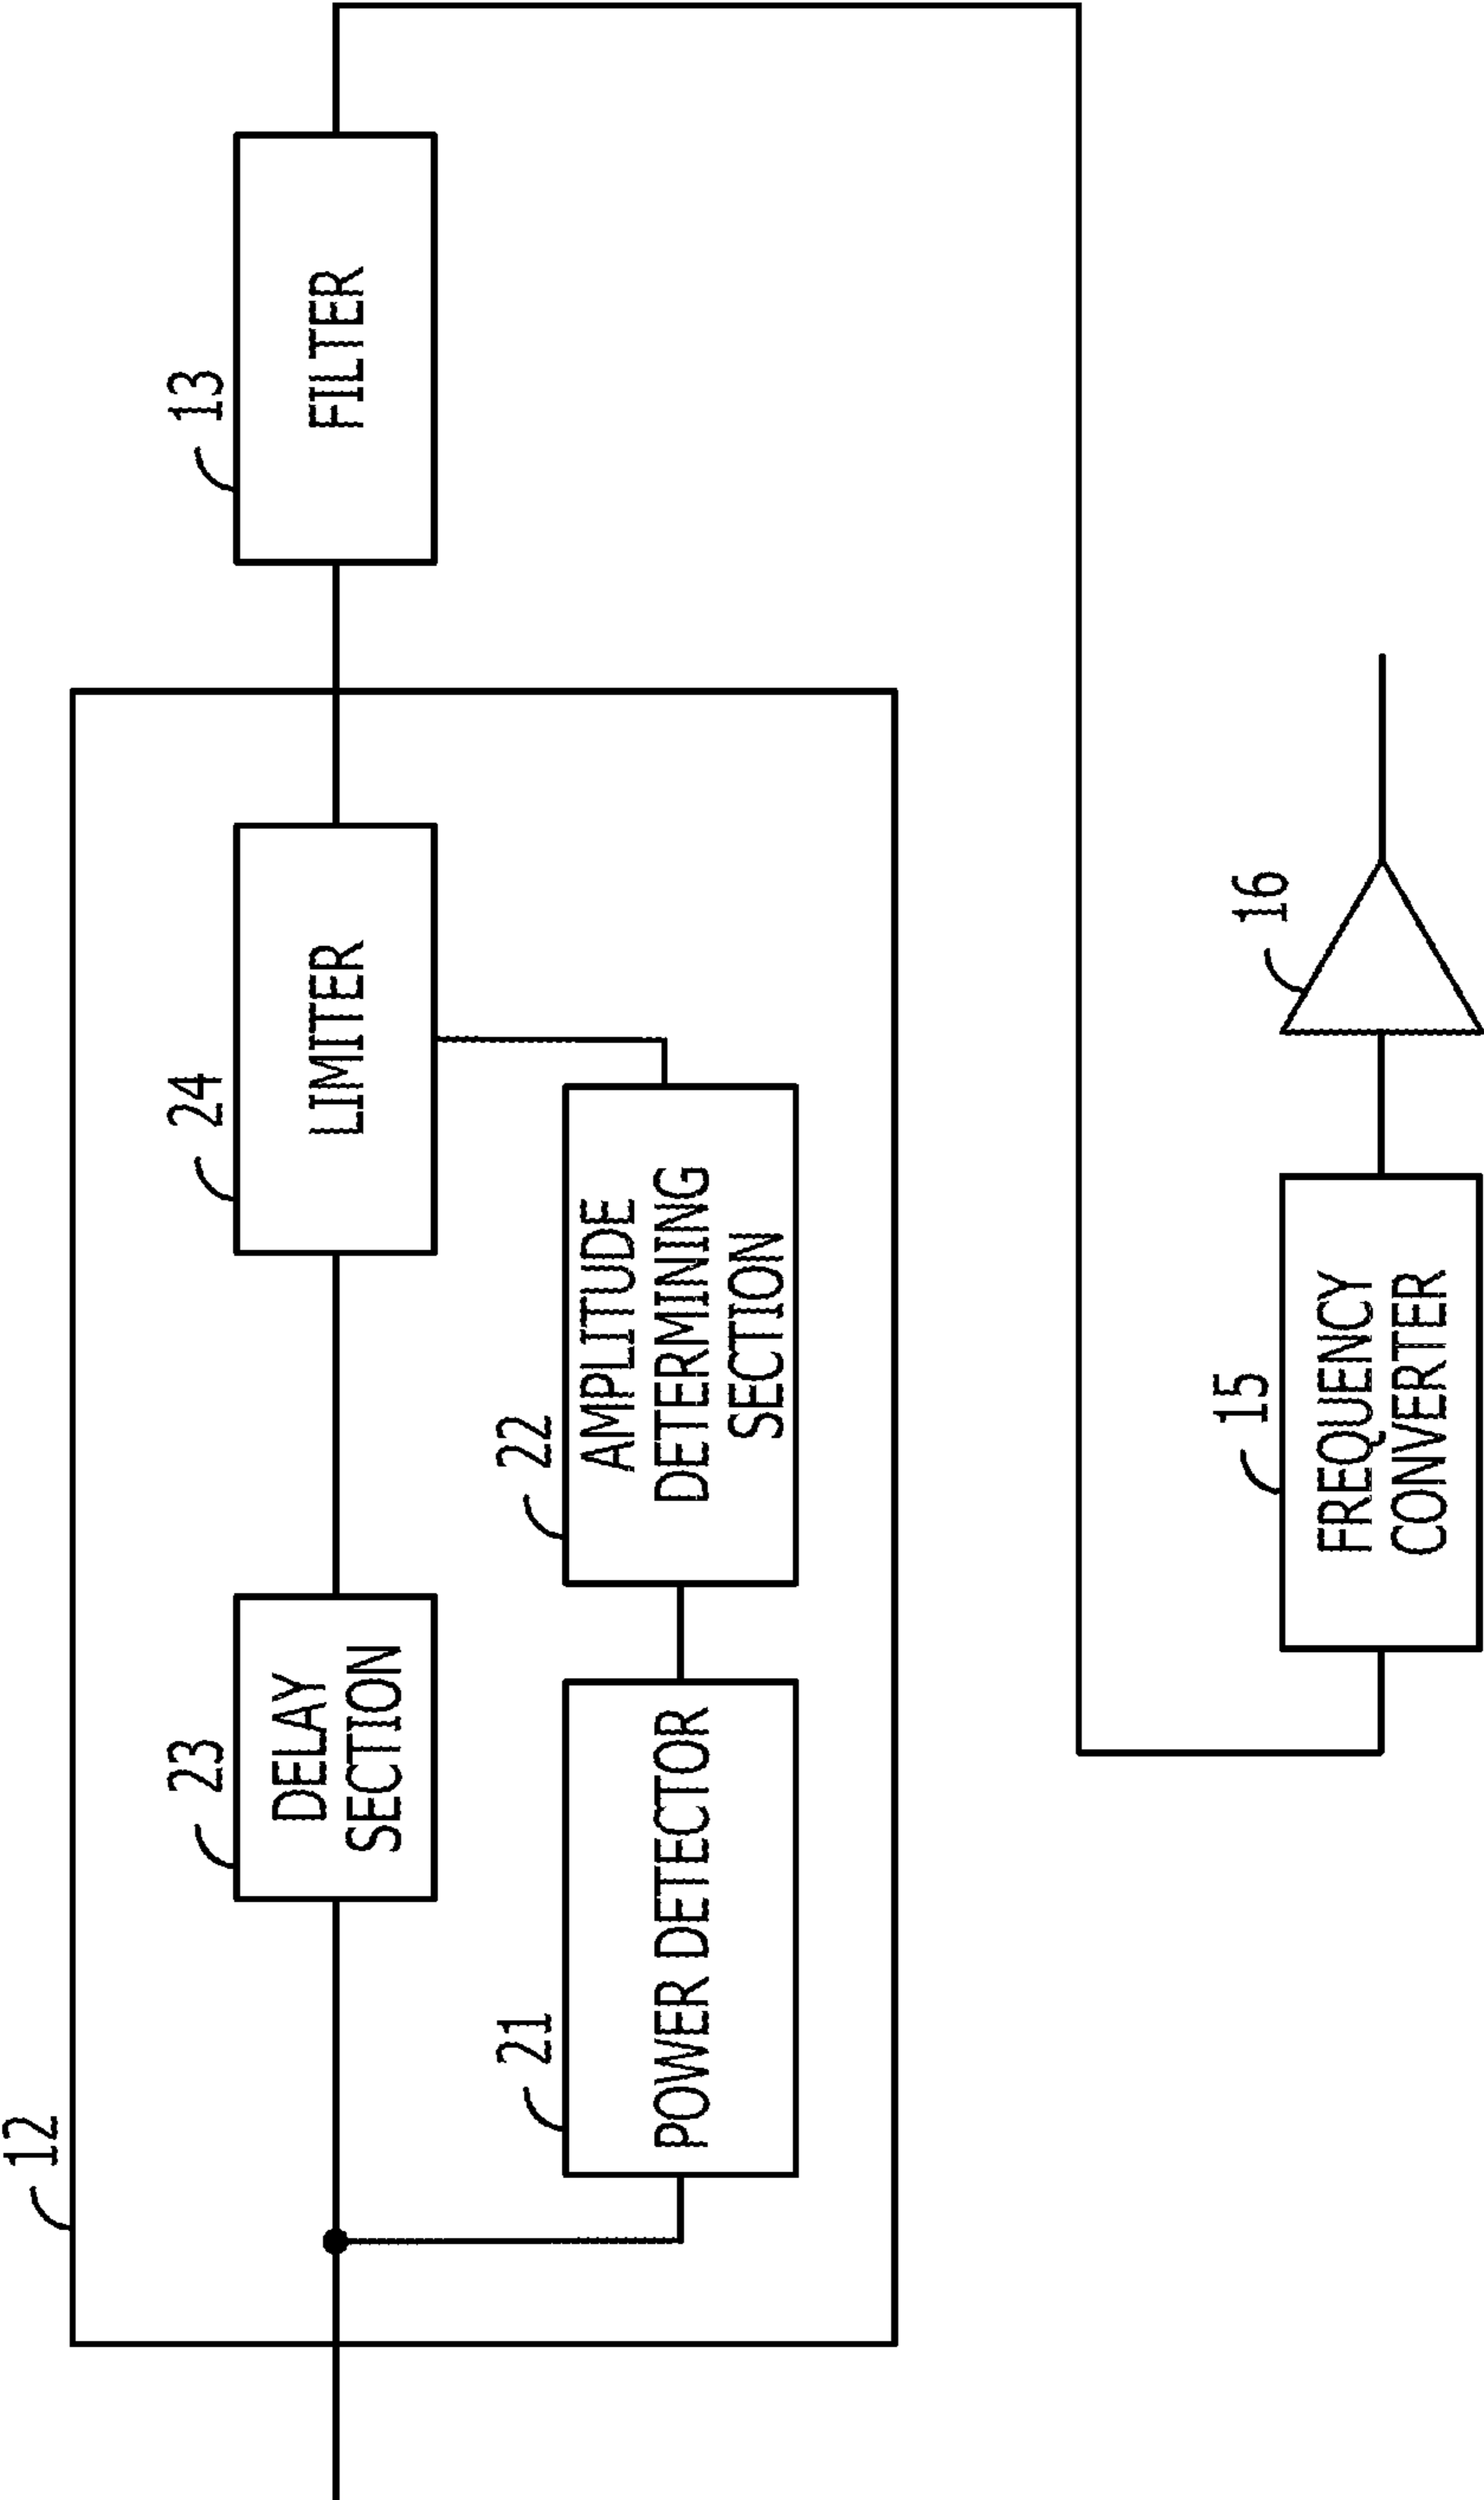 12
23
DELAY
SECTION
24
LIMITER
13
FILTER
21
POWER DETECTOR
22
AMPLITUDE
DETERMINING
SECTION
15
FREQUENCY
CONVERTER
16